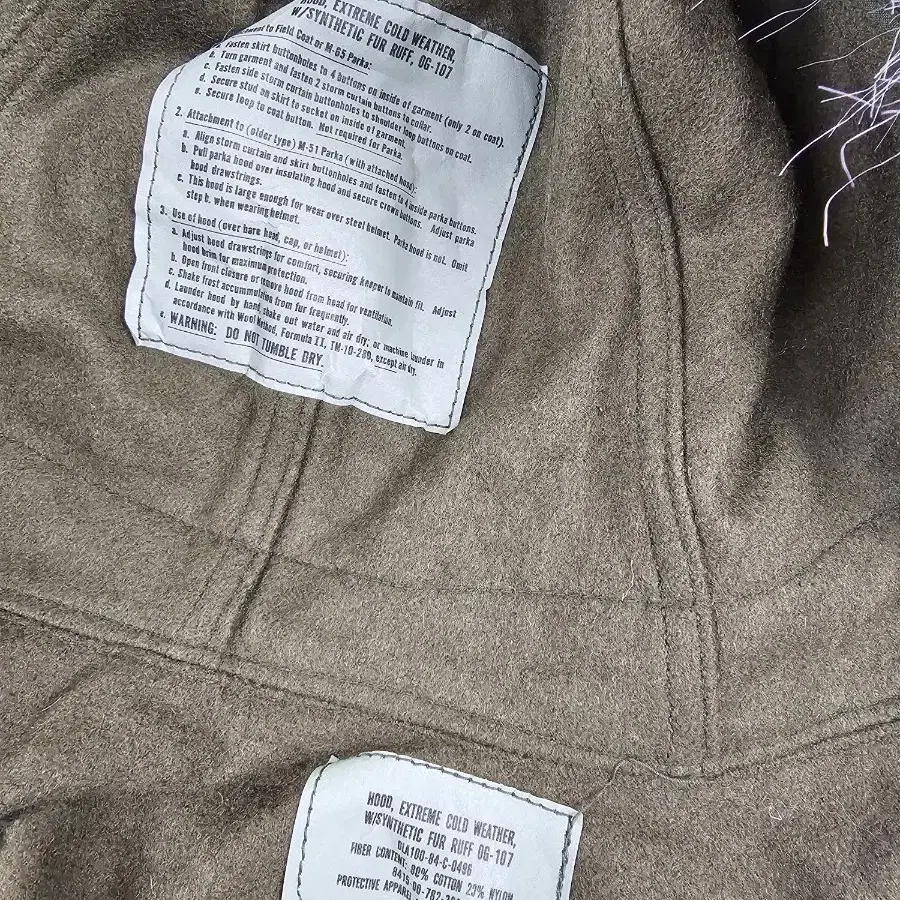 HOOD, EXTREME COLD WEATHER,
W/SYNTHETIC FUR RUFF, OG-107
to Field Coat or M-65 Parka:
a. Fasten skirt buttonholes to 4 buttons on inside of garment (only 2 on coat).
b. Turn garment and fasten 2 storm curtain buttons to collar.
c. Fasten side storm curtain buttonholes to shoulder loop buttons on coat.
d. Secure stud on skirt to socket on inside of garment.
e. Secure loop to coat button. Not required for Parka.
2. Attachment to (older type) M-51 Parka (with attached hood):
a. Align storm curtain and skirt buttonholes and fasten to 4 inside parka buttons.
b. Pull parka hood over insulating hood and secure crown buttons. Adjust parka
hood drawstrings.
c. This hood is large enough for wear over steel helmet. Parka hood is not. Omit
step b. when wearing helmet.
3. Use of hood (over bare head, cap, or helmet):
a. Adjust hood drawstrings for comfort, securing keeper to maintain fit. Adjust
hood for maximum protection.
b. Open front closure or remove hood from head for ventilation.
c. Shake frost accummulation from fur frequently.
d. Launder hood by hand shake out water and air dry; or machine launder in
accordance with Wool Method, Formula II, TM-10-280, except air dry.
e. WARNING: DO NOT TUMBLE DRY.
HOOD, EXTREME COLD WEATHER,
W/SYNTHETIC FUR RUFF OG-107
DLA100-84-C-0496
FIBER CONTENT: 80% COTTON 23% NYLON
8415-00-782-
PROTECTIVE APPAREL